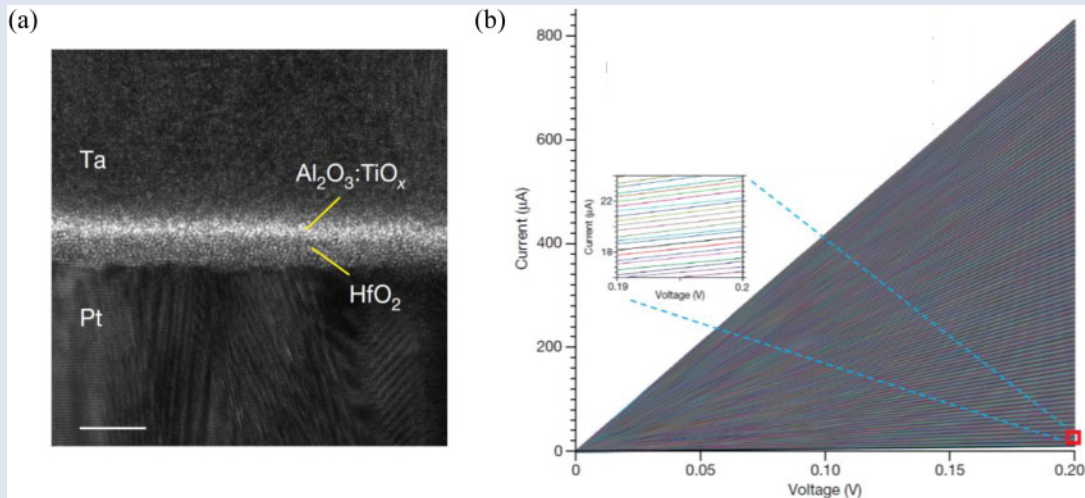 (a)
(b)
Ta
Al₂O₃:TiOₓ
HfO₂
Pt
Current (μA)
800
600
400
200
0
0
0.05
0.10
0.15
0.20
Voltage (V)
Current (μA)
22
18
0.19
0.2
Voltage (V)